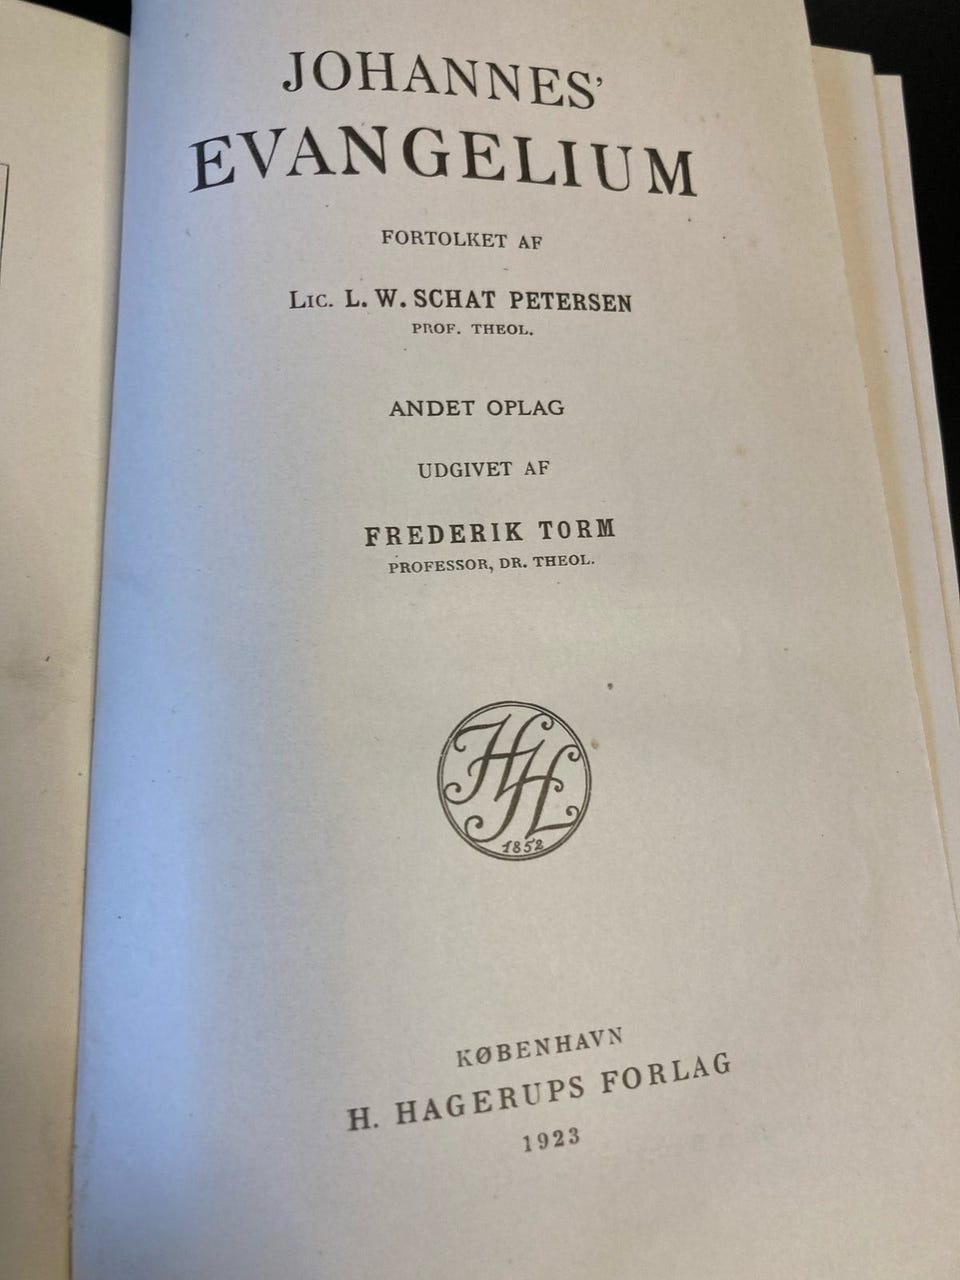 JOHANNES'
EVANGELIUM
FORTOLKET AF
Lic. L. W. SCHAT PETERSEN
PROF. THEOL.
ANDET OPLAG
UDGIVET AF
FREDERIK TORM
PROFESSOR, DR. THEOL.
HH
1852
KØBENHAVN
H. HAGERUPS FORLAG
1923